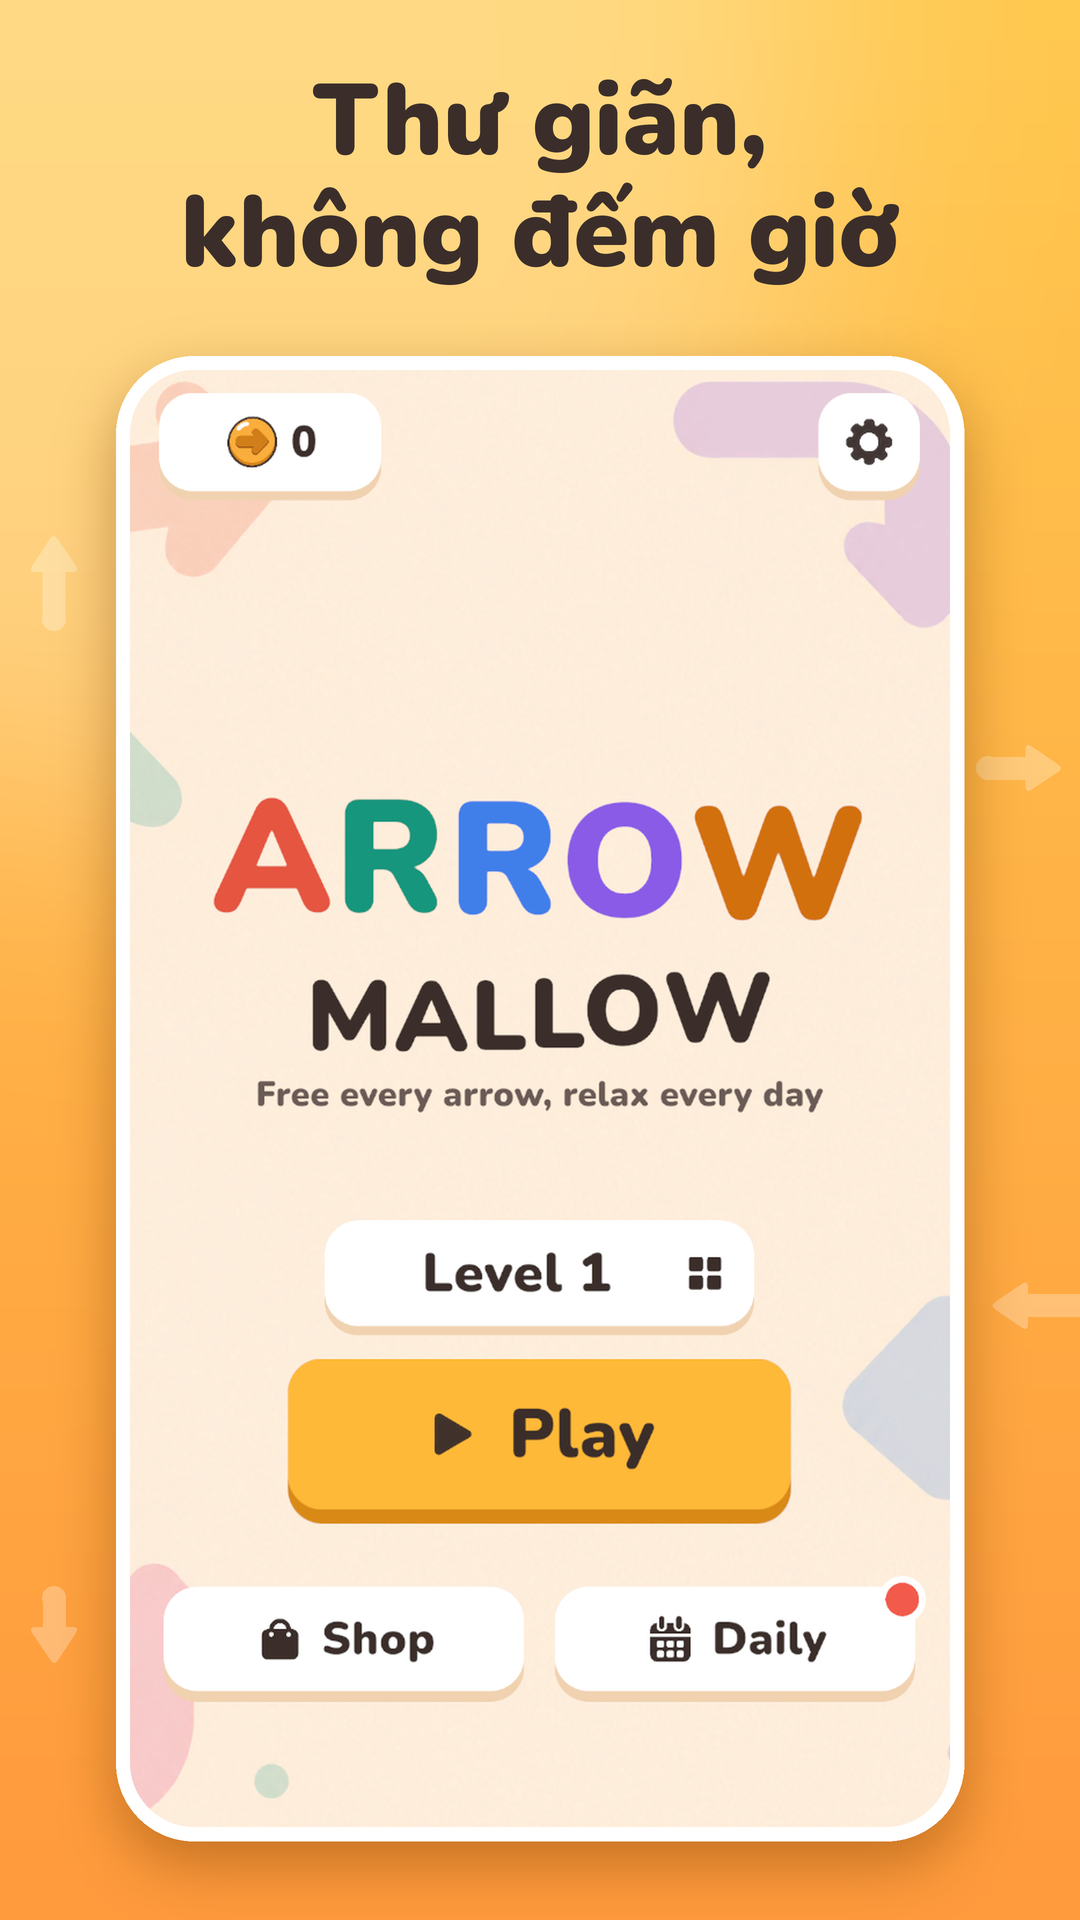 Thư giãn,
không đếm giờ
0
ARROW
MALLOW
Free every arrow, relax every day
Level 1
Play
Shop
Daily